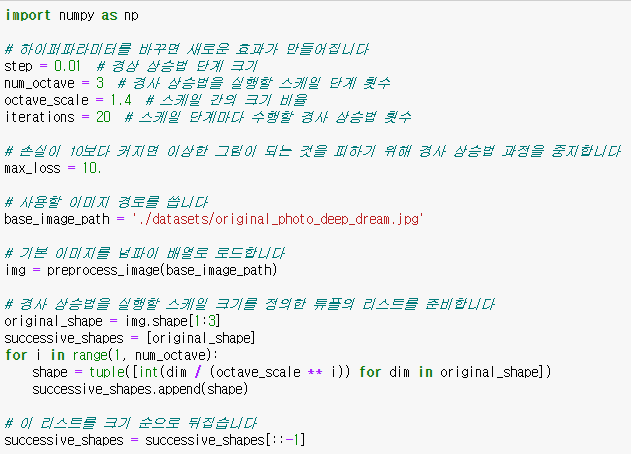 import numpy as np
# 하이퍼파라미터를 바꾸면 새로운 효과가 만들어집니다
step = 0.01  # 경상 상승법 단계 크기
num_octave = 3  # 경사 상승법을 실행할 스케일 단계 횟수
octave_scale = 1.4  # 스케일 간의 크기 비율
iterations = 20  # 스케일 단계마다 수행할 경사 상승법 횟수
# 손실이 10보다 커지면 이상한 그림이 되는 것을 피하기 위해 경사 상승법 과정을 중지합니다
max_loss = 10.
# 사용할 이미지 경로를 씁니다
base_image_path = './datasets/original_photo_deep_dream.jpg'
# 기본 이미지를 넘파이 배열로 로드합니다
img = preprocess_image(base_image_path)
# 경사 상승법을 실행할 스케일 크기를 정의한 튜플의 리스트를 준비합니다
original_shape = img.shape[1:3]
successive_shapes = [original_shape]
for i in range(1, num_octave):
    shape = tuple([int(dim / (octave_scale ** i)) for dim in original_shape])
    successive_shapes.append(shape)
# 이 리스트를 크기 순으로 뒤집습니다
successive_shapes = successive_shapes[::-1]